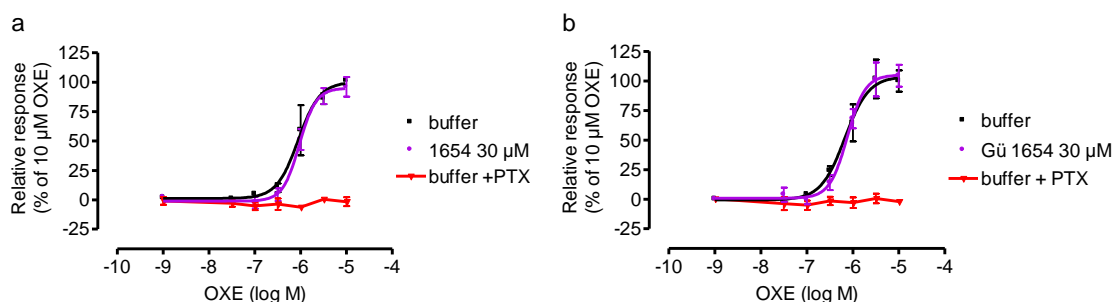 a
Relative response
(% of 10 µM OXE)
125
100
75
50
25
0
-25
-10 -9 -8 -7 -6 -5 -4
OXE (log M)
buffer
1654 30 µM
buffer +PTX
b
Relative response
(% of 10 µM OXE)
125
100
75
50
25
0
-25
-10 -9 -8 -7 -6 -5 -4
OXE (log M)
buffer
Gü 1654 30 µM
buffer + PTX